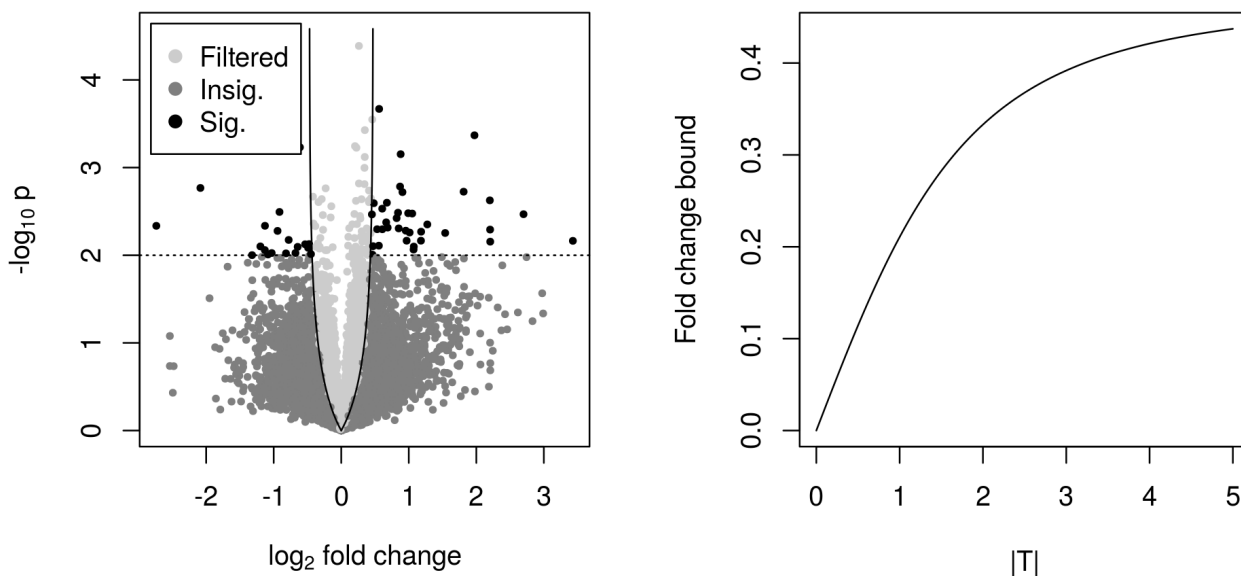 Filtered
Insig.
Sig.
4
3
2
1
0
-log10 p
-2 -1 0 1 2 3
log2 fold change
0.4
0.3
0.2
0.1
0.0
Fold change bound
0 1 2 3 4 5
|T|